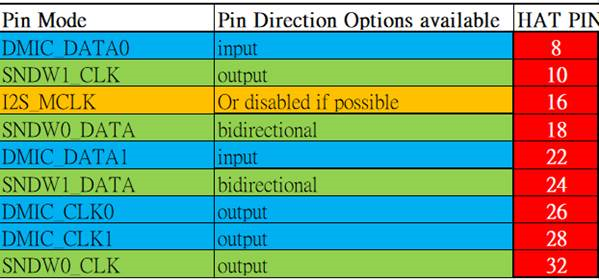 Pin Mode Pin Direction Options available HAT PIN
DMIC_DATA0 input 8
SNDW1_CLK output 10
I2S_MCLK Or disabled if possible 16
SNDW0_DATA bidirectional 18
DMIC_DATA1 input 22
SNDW1_DATA bidirectional 24
DMIC_CLK0 output 26
DMIC_CLK1 output 28
SNDW0_CLK output 32